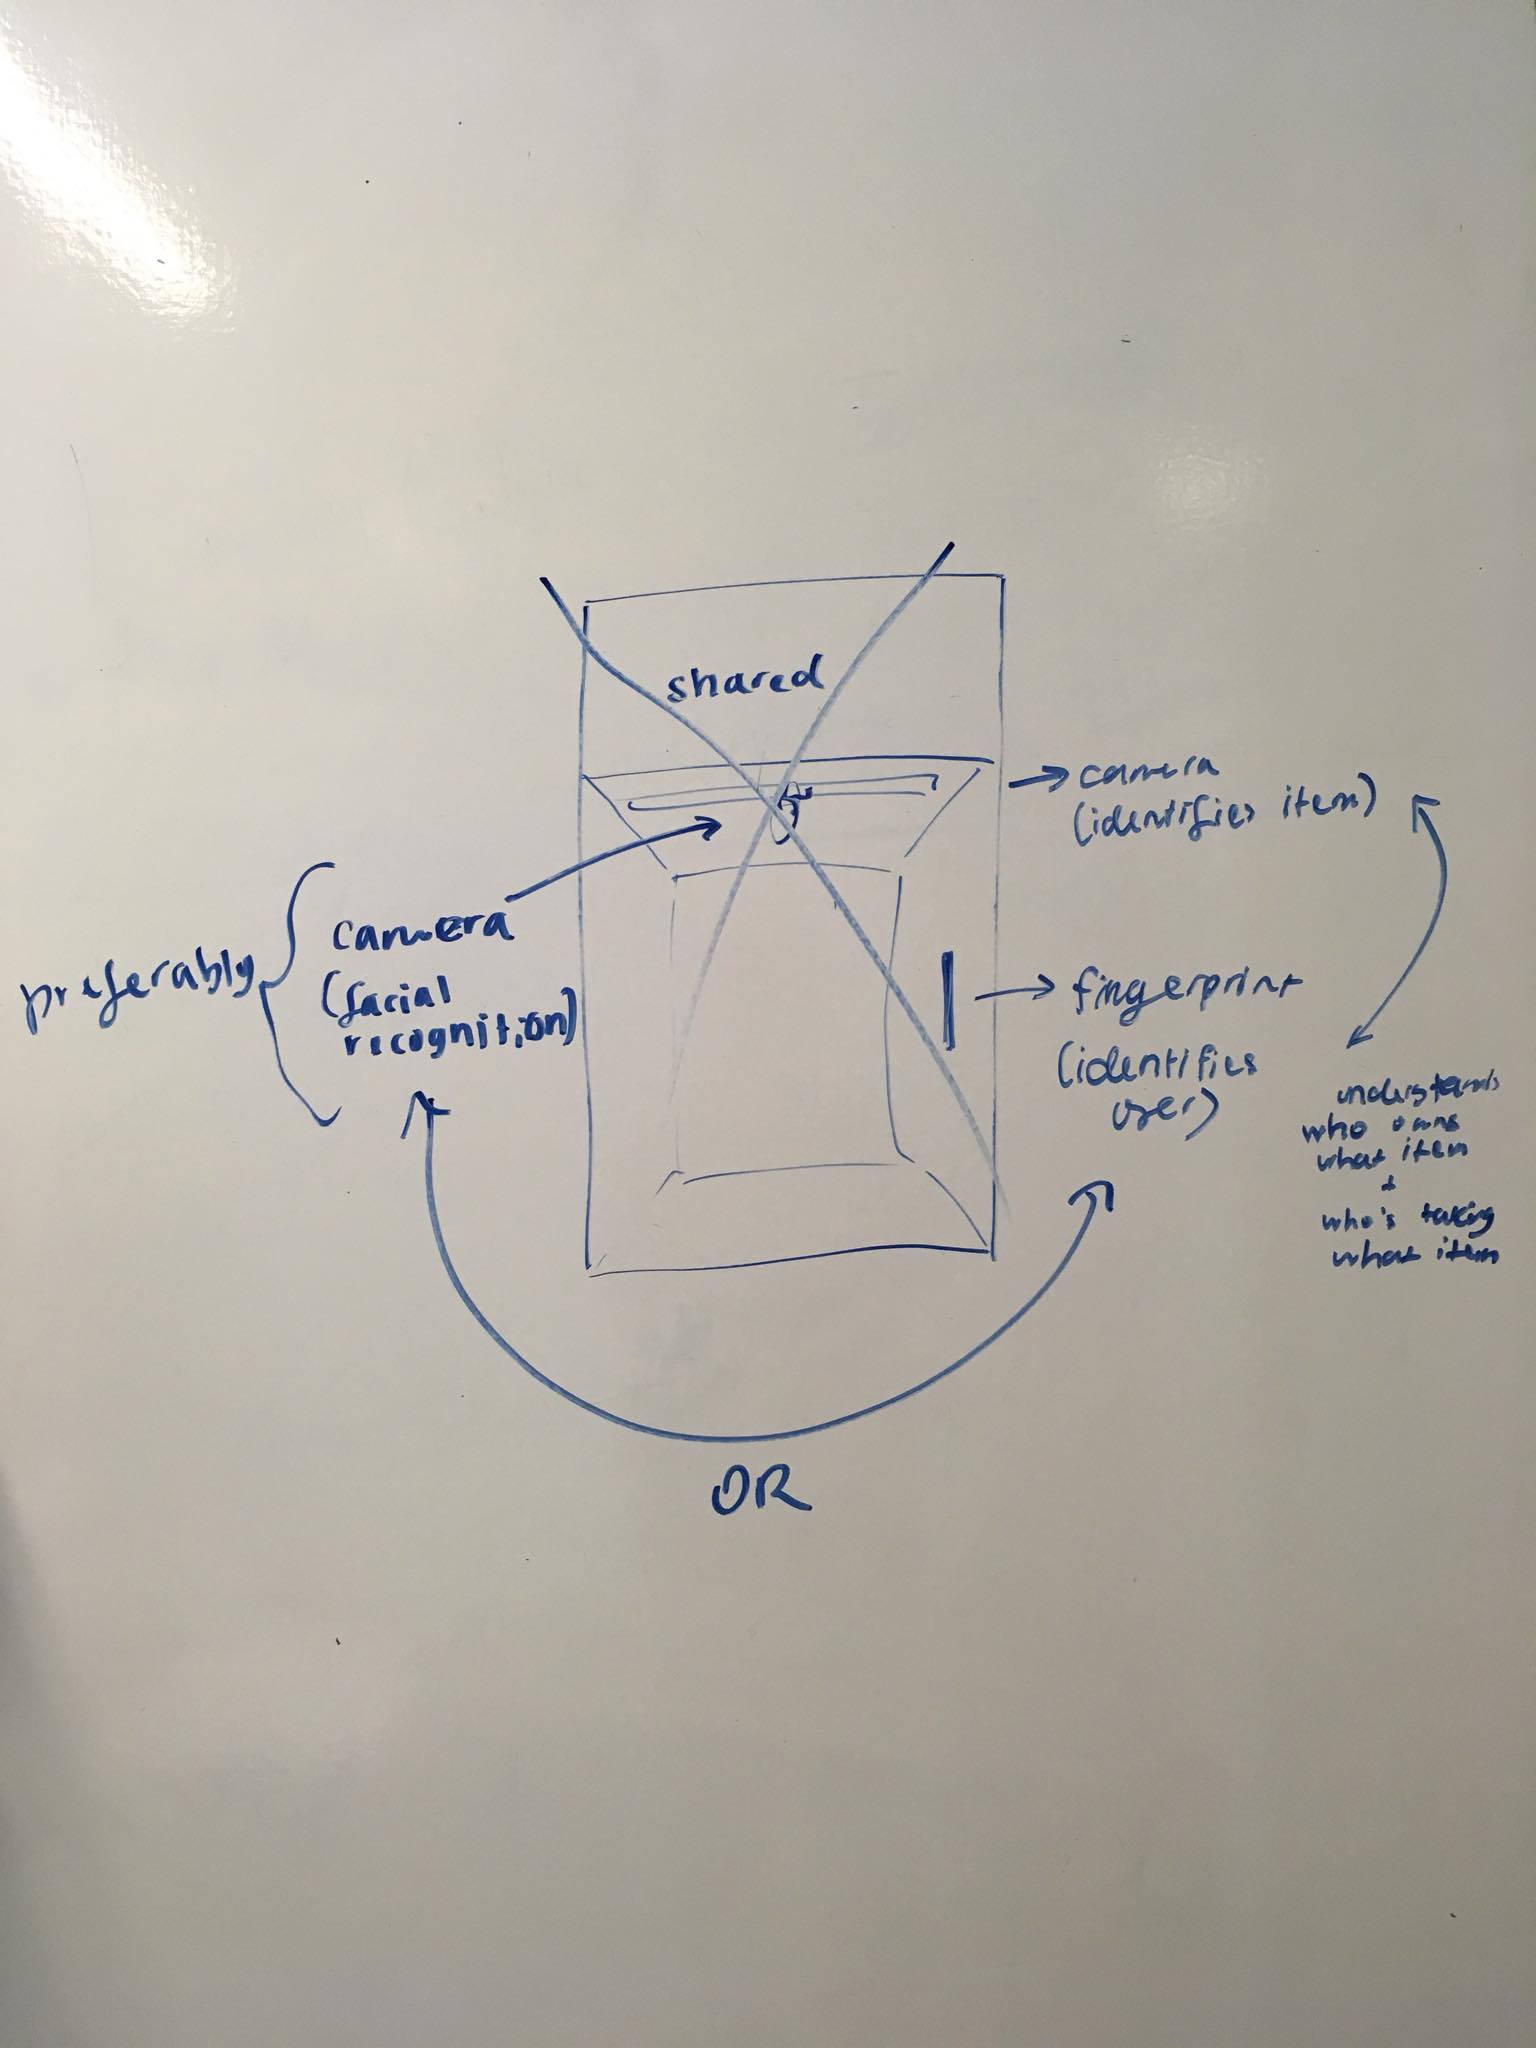 shared
camera
(identifies item)
preferably
camera
(facial
recognition)
fingerprint
(identifies
user)
understands
who owns
what item
+
who's taking
what item
OR